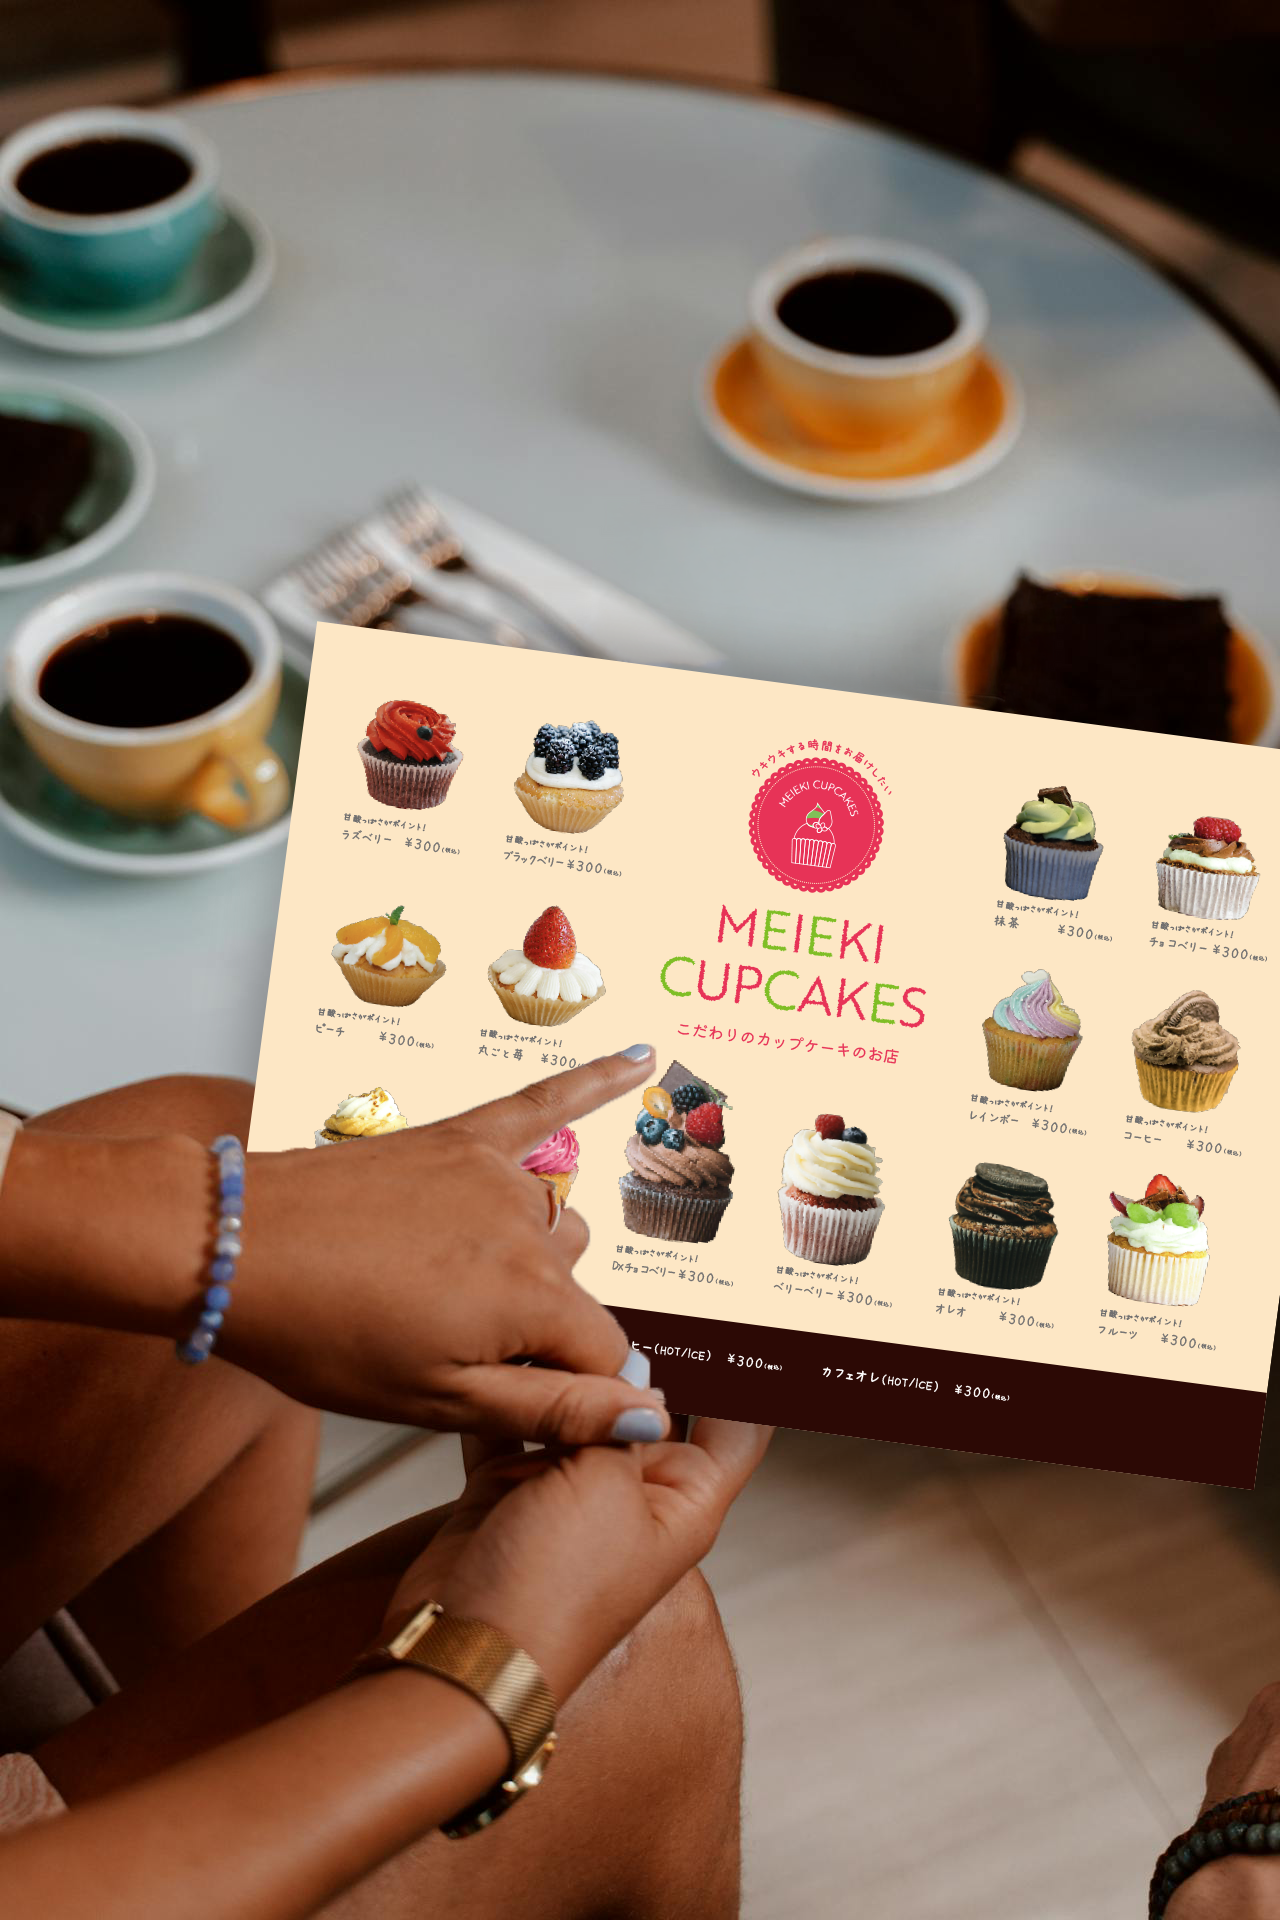 ウキウキする時間をお届けしたい
MEIEKI CUPCAKES
MEIEKI
CUPCAKES
こだわりのカップケーキのお店
甘酸っぱさがポイント!
ラズベリー ¥300(税込)
甘酸っぱさがポイント!
ブラックベリー ¥300(税込)
甘酸っぱさがポイント!
ピーチ ¥300(税込)
甘酸っぱさがポイント!
丸ごと苺 ¥300
甘酸っぱさがポイント!
DXチョコベリー ¥300(税込)
甘酸っぱさがポイント!
ベリーベリー ¥300(税込)
甘酸っぱさがポイント!
抹茶 ¥300(税込)
甘酸っぱさがポイント!
チョコベリー ¥300(税込)
甘酸っぱさがポイント!
レインボー ¥300(税込)
甘酸っぱさがポイント!
コーヒー ¥300(税込)
甘酸っぱさがポイント!
オレオ ¥300(税込)
甘酸っぱさがポイント!
フルーツ ¥300(税込)
ヒー(HOT/ICE) ¥300(税込) カフェオレ(HOT/ICE) ¥300(税込)